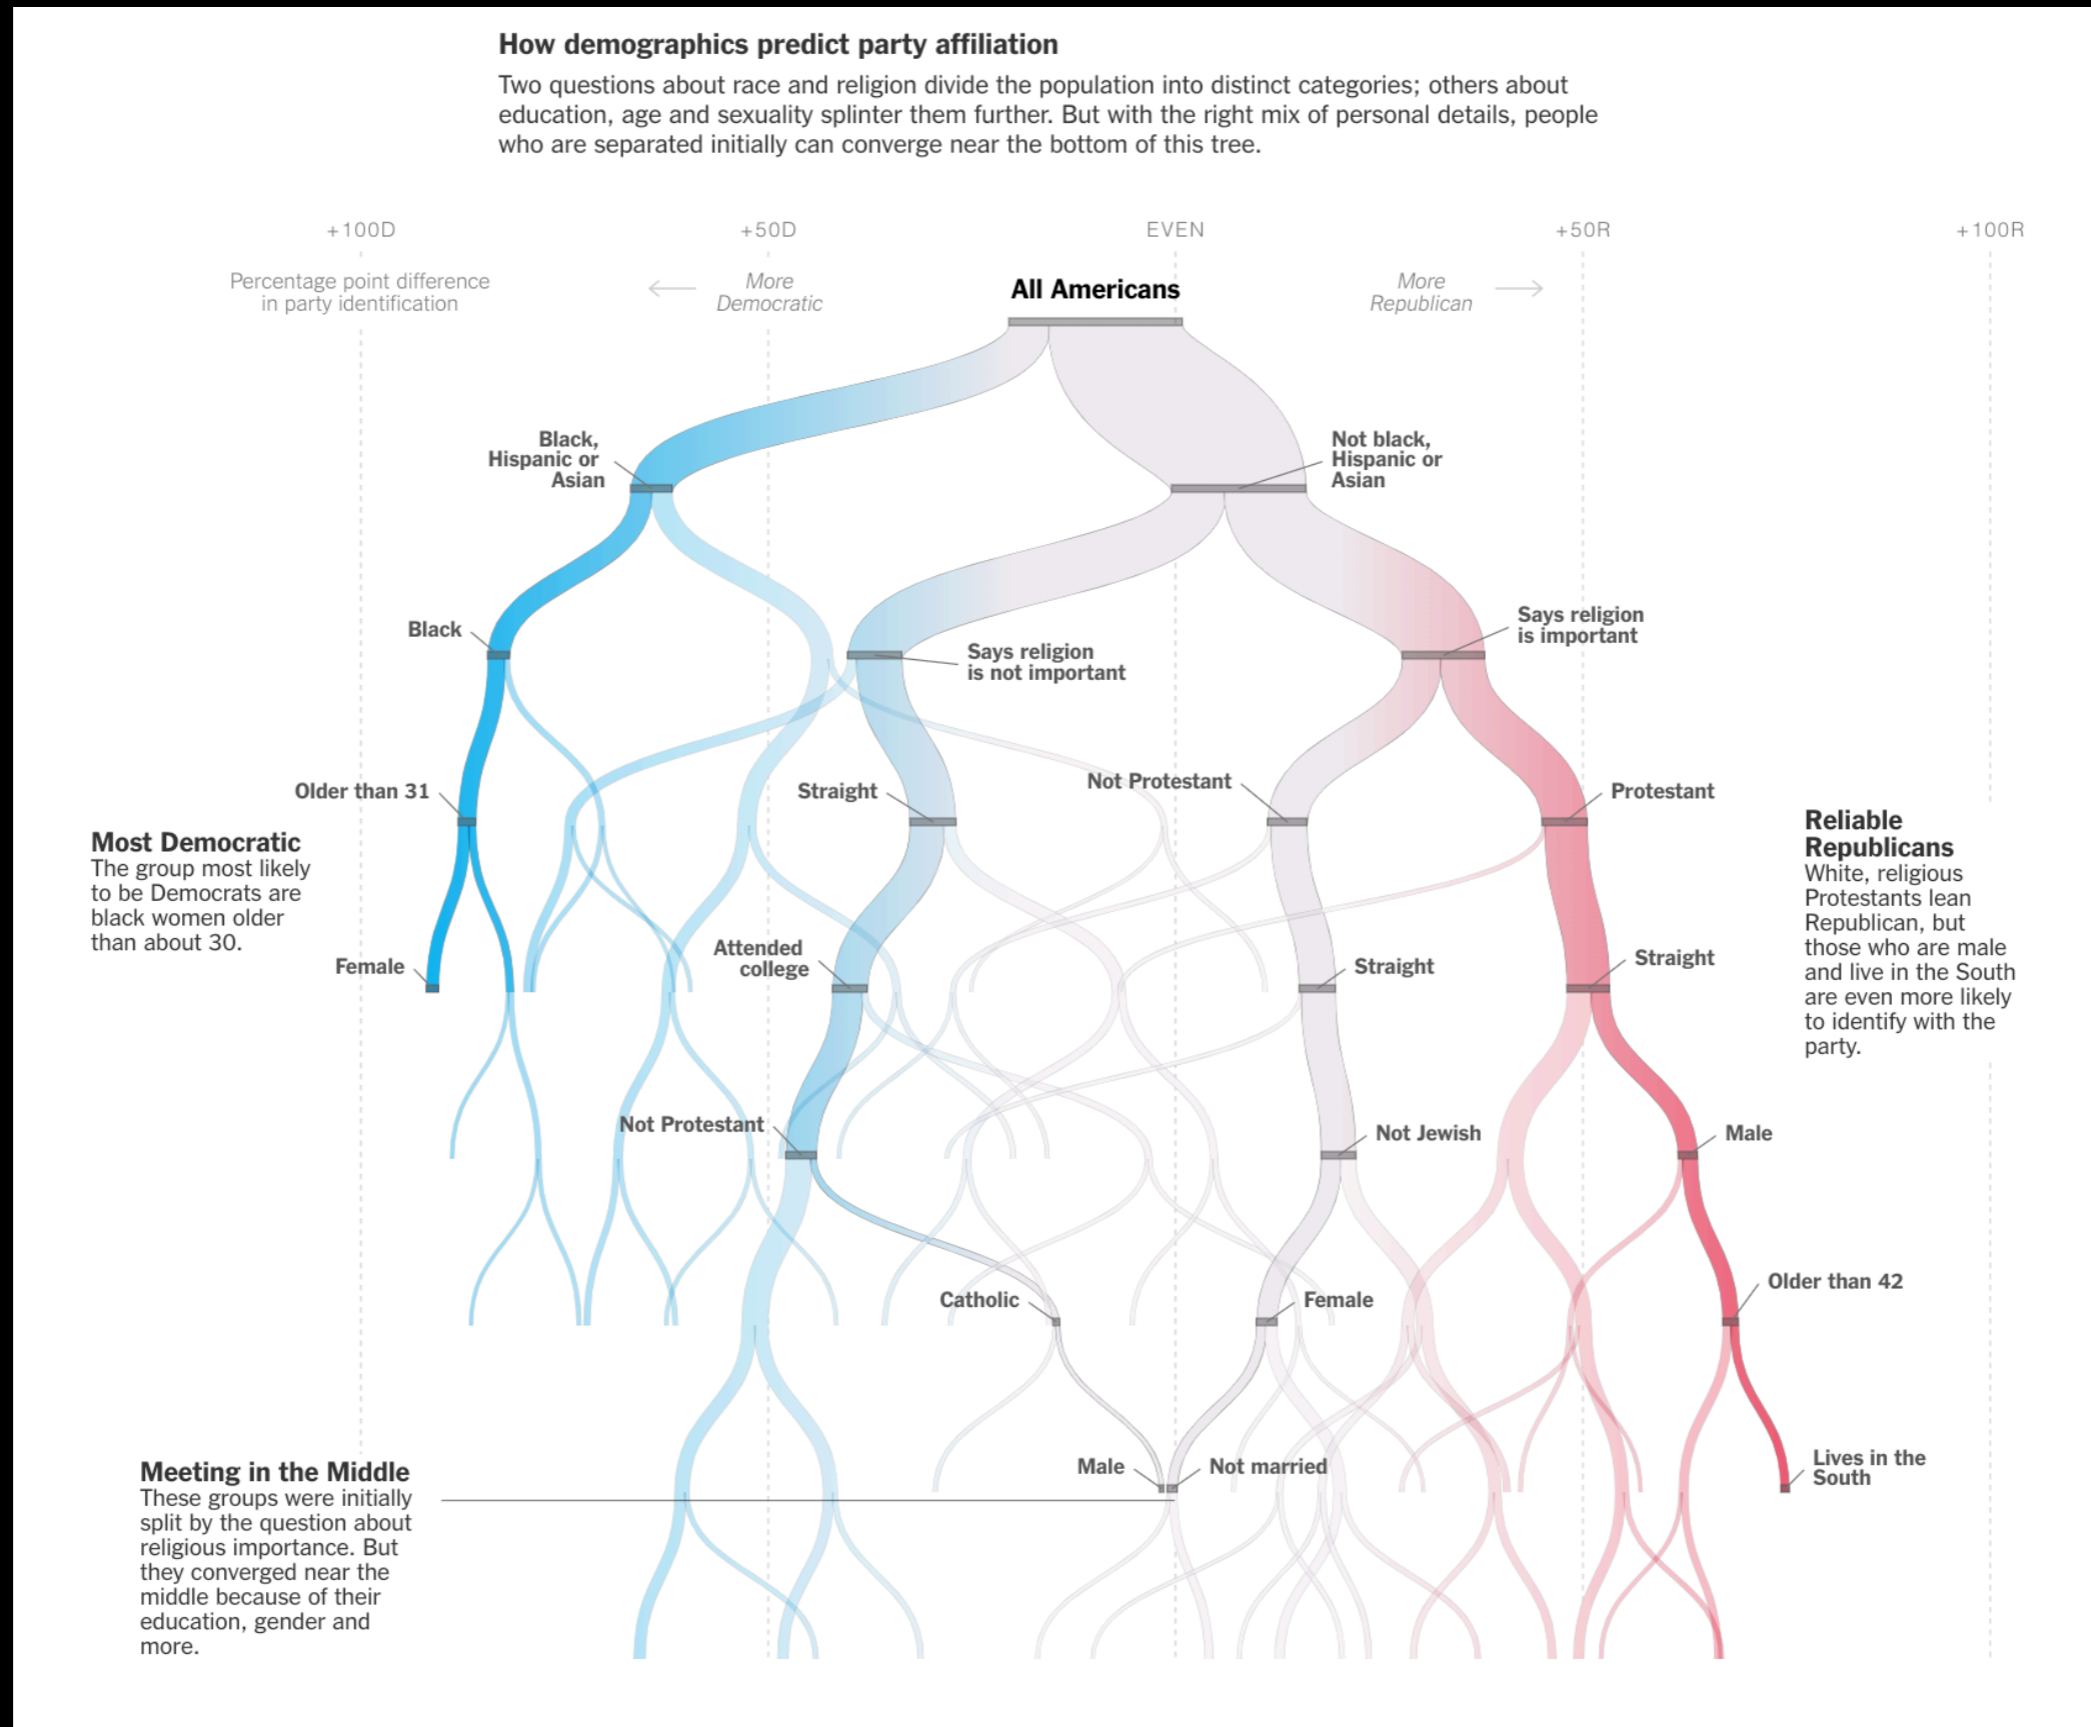 How demographics predict party affiliation
Two questions about race and religion divide the population into distinct categories; others about
education, age and sexuality splinter them further. But with the right mix of personal details, people
who are separated initially can converge near the bottom of this tree.
+100D
+50D
EVEN
+50R
+100R
Percentage point difference
in party identification
More
Democratic
All Americans
More
Republican
Black,
Hispanic or
Asian
Not black,
Hispanic or
Asian
Black
Says religion
is not important
Says religion
is important
Older than 31
Straight
Not Protestant
Protestant
Most Democratic
The group most likely
to be Democrats are
black women older
than about 30.
Reliable
Republicans
White, religious
Protestants lean
Republican, but
those who are male
and live in the South
are even more likely
to identify with the
party.
Female
Attended
college
Straight
Straight
Not Protestant
Not Jewish
Male
Catholic
Female
Older than 42
Male
Not married
Lives in the
South
Meeting in the Middle
These groups were initially
split by the question about
religious importance. But
they converged near the
middle because of their
education, gender and
more.